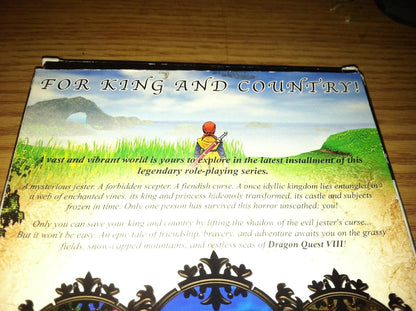 FOR KING AND COUNTRY!
A vast and vibrant world is yours to explore in the latest installment of this
legendary role-playing series.
A mysterious jester. A forbidden scepter. A fiendish curse. A once idyllic kingdom lies entangled in
a web of enchanted vines, its king and princess hideously transformed, its castle and subjects
frozen in time. Only one person has survived this horror unscathed: you!
Only you can save your king and country by lifting the shadow of the evil jester's curse...
But it won't be easy. An epic tale of friendship, bravery, and adventure awaits you on the grassy
fields, snow-capped mountains, and restless seas of Dragon Quest VIII!